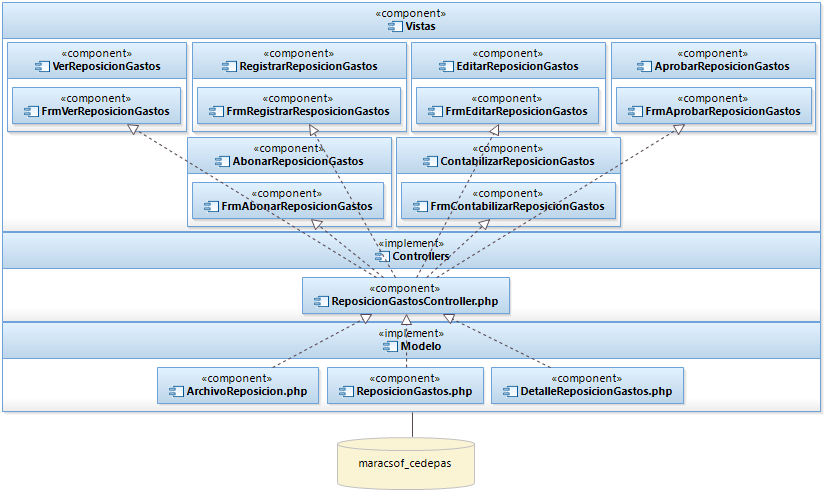 «component»
Vistas
«component»
VerReposicionGastos
«component»
RegistrarReposicionGastos
«component»
EditarReposicionGastos
«component»
AprobarReposicionGastos
«component»
FrmVerReposicionGastos
«component»
FrmRegistrarResposicionGastos
«component»
FrmEditarReposicionGastos
«component»
FrmAprobarReposicionGastos
«component»
AbonarReposicionGastos
«component»
ContabilizarReposicionGastos
«component»
FrmAbonarReposicionGastos
«component»
FrmContabilizarReposicionGastos
«implement»
Controllers
«component»
ReposicionGastosController.php
«implement»
Modelo
«component»
ArchivoReposicion.php
«component»
ReposicionGastos.php
«component»
DetalleReposicionGastos.php
maracsof_cedepas